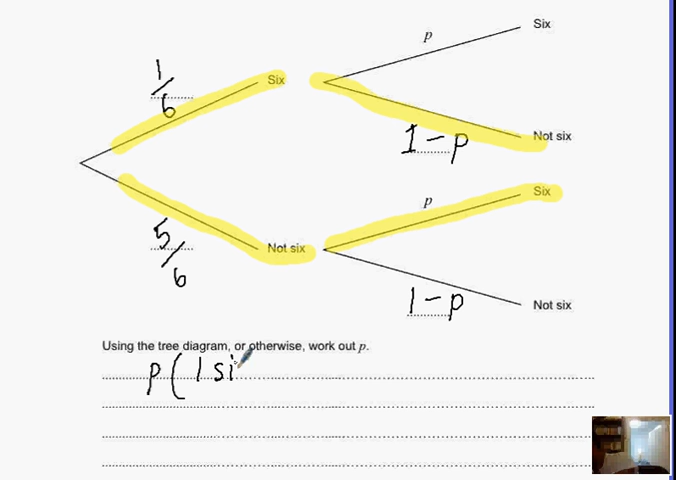 Six
p
1/6
Six
Not six
1 - p
p
Six
5/6
Not six
1 - p
Not six
Using the tree diagram, or otherwise, work out p.
P( 1 si